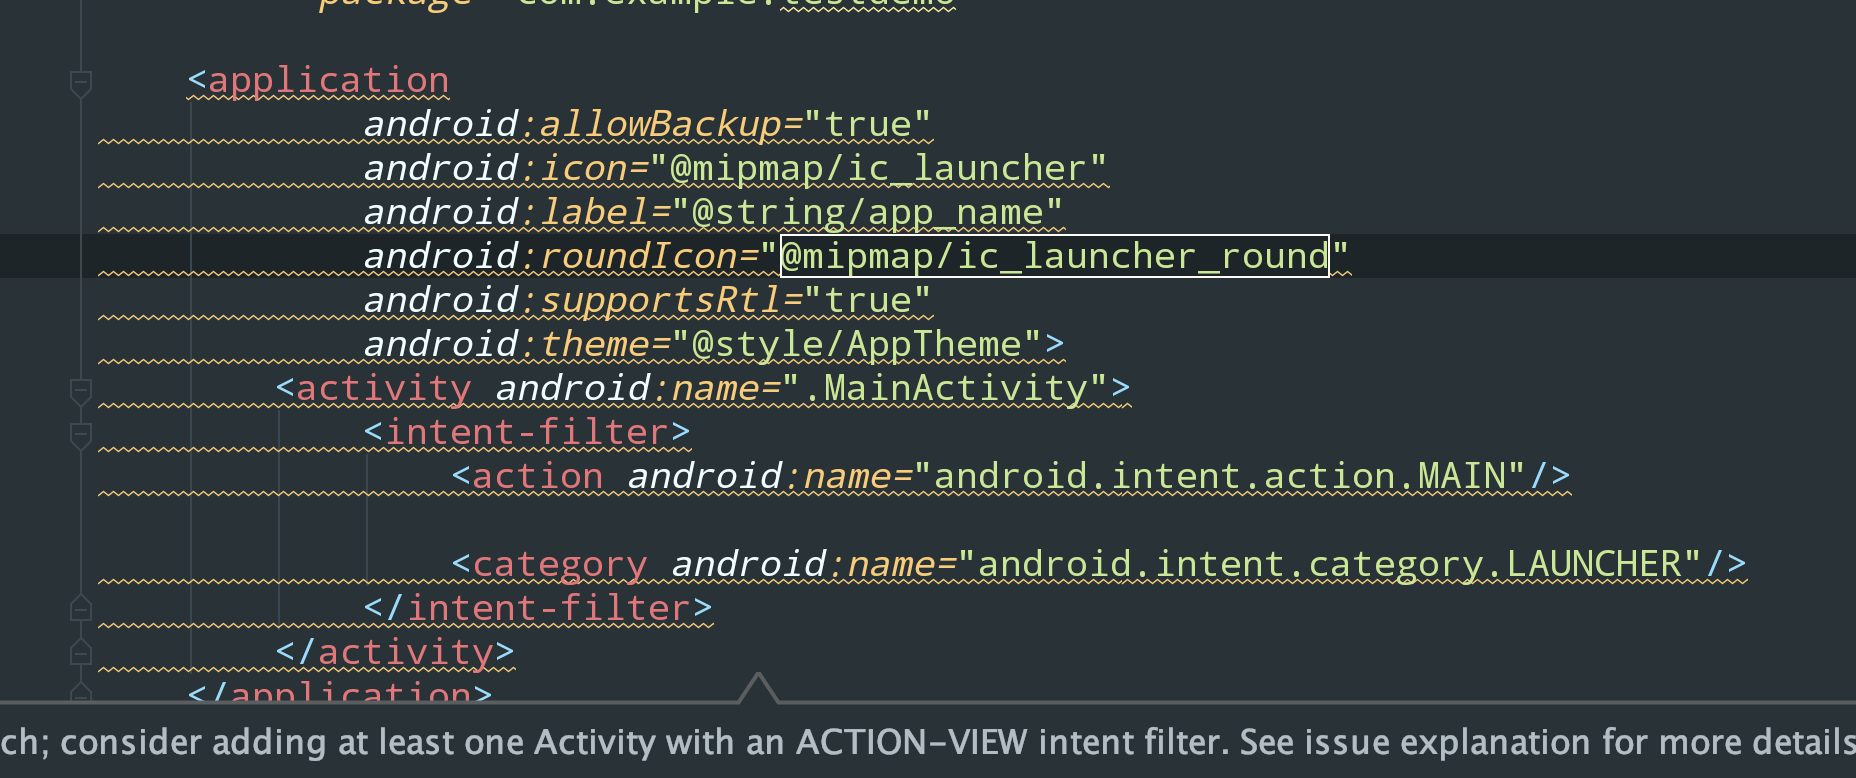 package="com.example.testdemo"
<application
android:allowBackup="true"
android:icon="@mipmap/ic_launcher"
android:label="@string/app_name"
android:roundIcon="@mipmap/ic_launcher_round"
android:supportsRtl="true"
android:theme="@style/AppTheme">
<activity android:name=".MainActivity">
<intent-filter>
<action android:name="android.intent.action.MAIN"/>
<category android:name="android.intent.category.LAUNCHER"/>
</intent-filter>
</activity>
</application>
ch; consider adding at least one Activity with an ACTION-VIEW intent filter. See issue explanation for more details